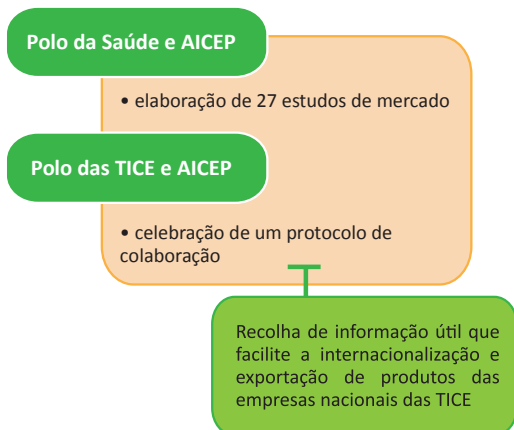 Polo da Saúde e AICEP
• elaboração de 27 estudos de mercado
Polo das TICE e AICEP
• celebração de um protocolo de
colaboração
Recolha de informação útil que
facilite a internacionalização e
exportação de produtos das
empresas nacionais das TICE